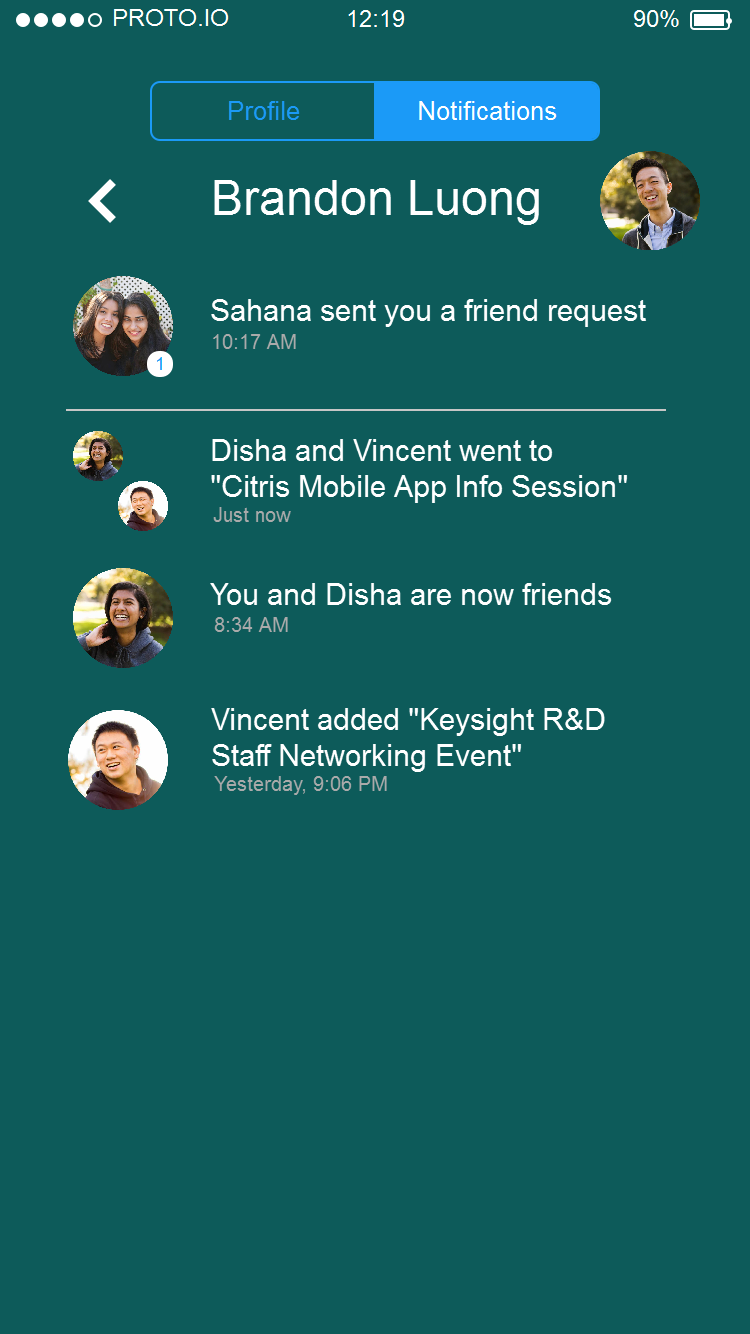 PROTO.IO 12:19 90%
Profile Notifications
Brandon Luong
Sahana sent you a friend request
10:17 AM
1
Disha and Vincent went to
"Citris Mobile App Info Session"
Just now
You and Disha are now friends
8:34 AM
Vincent added "Keysight R&D
Staff Networking Event"
Yesterday, 9:06 PM